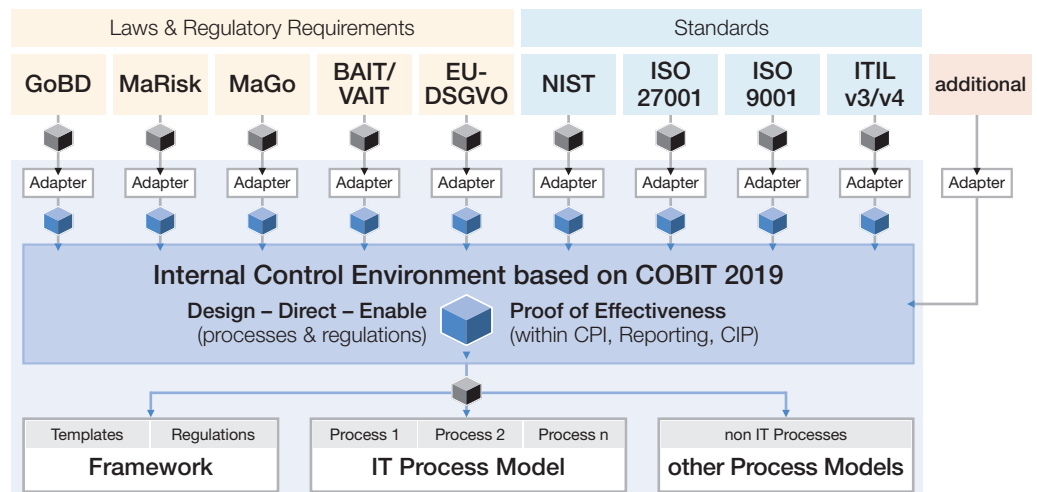 Laws & Regulatory Requirements
Standards
GoBD
MaRisk
MaGo
BAIT/
VAIT
EU-
DSGVO
NIST
ISO
27001
ISO
9001
ITIL
v3/v4
additional
Adapter
Adapter
Adapter
Adapter
Adapter
Adapter
Adapter
Adapter
Adapter
Adapter
Internal Control Environment based on COBIT 2019
Design – Direct – Enable
(processes & regulations)
Proof of Effectiveness
(within CPI, Reporting, CIP)
Templates
Regulations
Framework
Process 1
Process 2
Process n
IT Process Model
non IT Processes
other Process Models